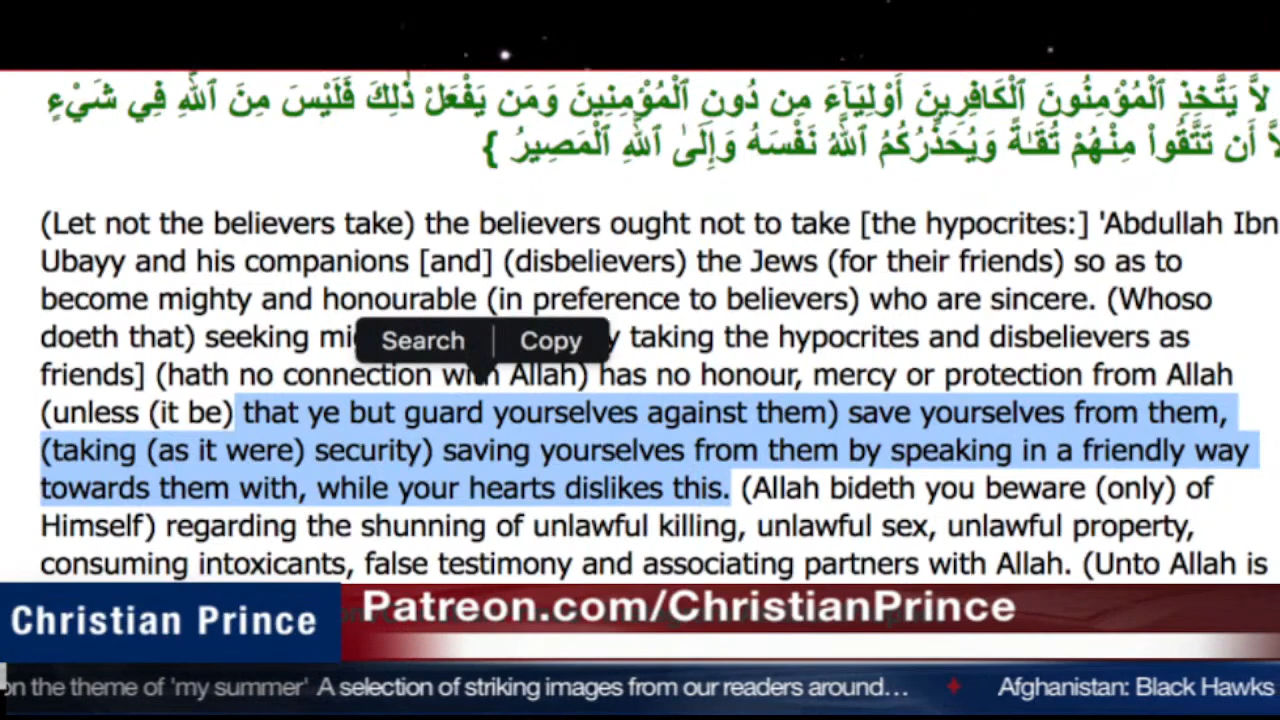 لاَّ يَتَّخِذِ ٱلْمُؤْمِنُونَ ٱلْكَافِرِينَ أَوْلِيَآءَ مِن دُونِ ٱلْمُؤْمِنِينَ وَمَن يَفْعَلْ ذٰلِكَ فَلَيْسَ مِنَ ٱللَّهِ فِي شَيْءٍ
أَن تَتَّقُواْ مِنْهُمْ تُقَـٰةً وَيُحَذِّرُكُمُ ٱللَّهُ نَفْسَهُ وَإِلَىٰ ٱللَّهِ ٱلْمَصِيرُ }
(Let not the believers take) the believers ought not to take [the hypocrites:] 'Abdullah Ibn
Ubayy and his companions [and] (disbelievers) the Jews (for their friends) so as to
become mighty and honourable (in preference to believers) who are sincere. (Whoso
doeth that) seeking taking the hypocrites and disbelievers as
Search Copy
friends] (hath no connection with Allah) has no honour, mercy or protection from Allah
(unless (it be) that ye but guard yourselves against them) save yourselves from them,
(taking (as it were) security) saving yourselves from them by speaking in a friendly way
towards them with, while your hearts dislikes this. (Allah bideth you beware (only) of
Himself) regarding the shunning of unlawful killing, unlawful sex, unlawful property,
consuming intoxicants, false testimony and associating partners with Allah. (Unto Allah is
Christian Prince
Patreon.com/ChristianPrince
on the theme of 'my summer' A selection of striking images from our readers around... Afghanistan: Black Hawks